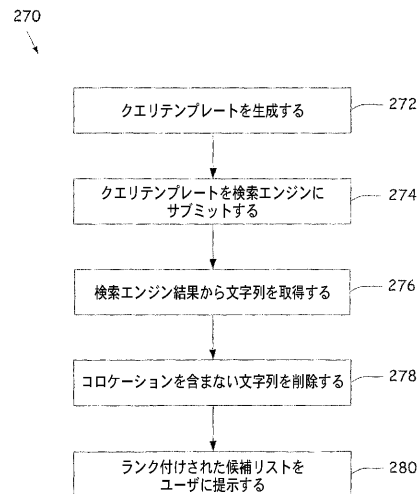 270
クエリテンプレートを生成する
272
クエリテンプレートを検索エンジンに
サブミットする
274
検索エンジン結果から文字列を取得する
276
コロケーションを含まない文字列を削除する
278
ランク付けされた候補リストを
ユーザに提示する
280